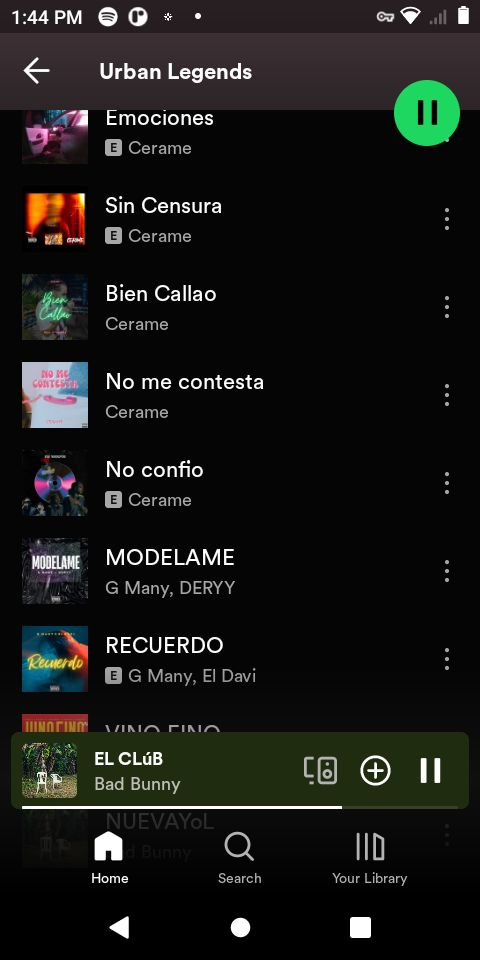 1:44 PM
Urban Legends
Emociones
E Cerame
Sin Censura
E Cerame
Bien Callao
Cerame
No me contesta
Cerame
No confio
E Cerame
MODELAME
G Many, DERYY
RECUERDO
E G Many, El Davi
VINO FINO
EL CLúB
Bad Bunny
NUEVAYoL
Bad Bunny
Home
Search
Your Library